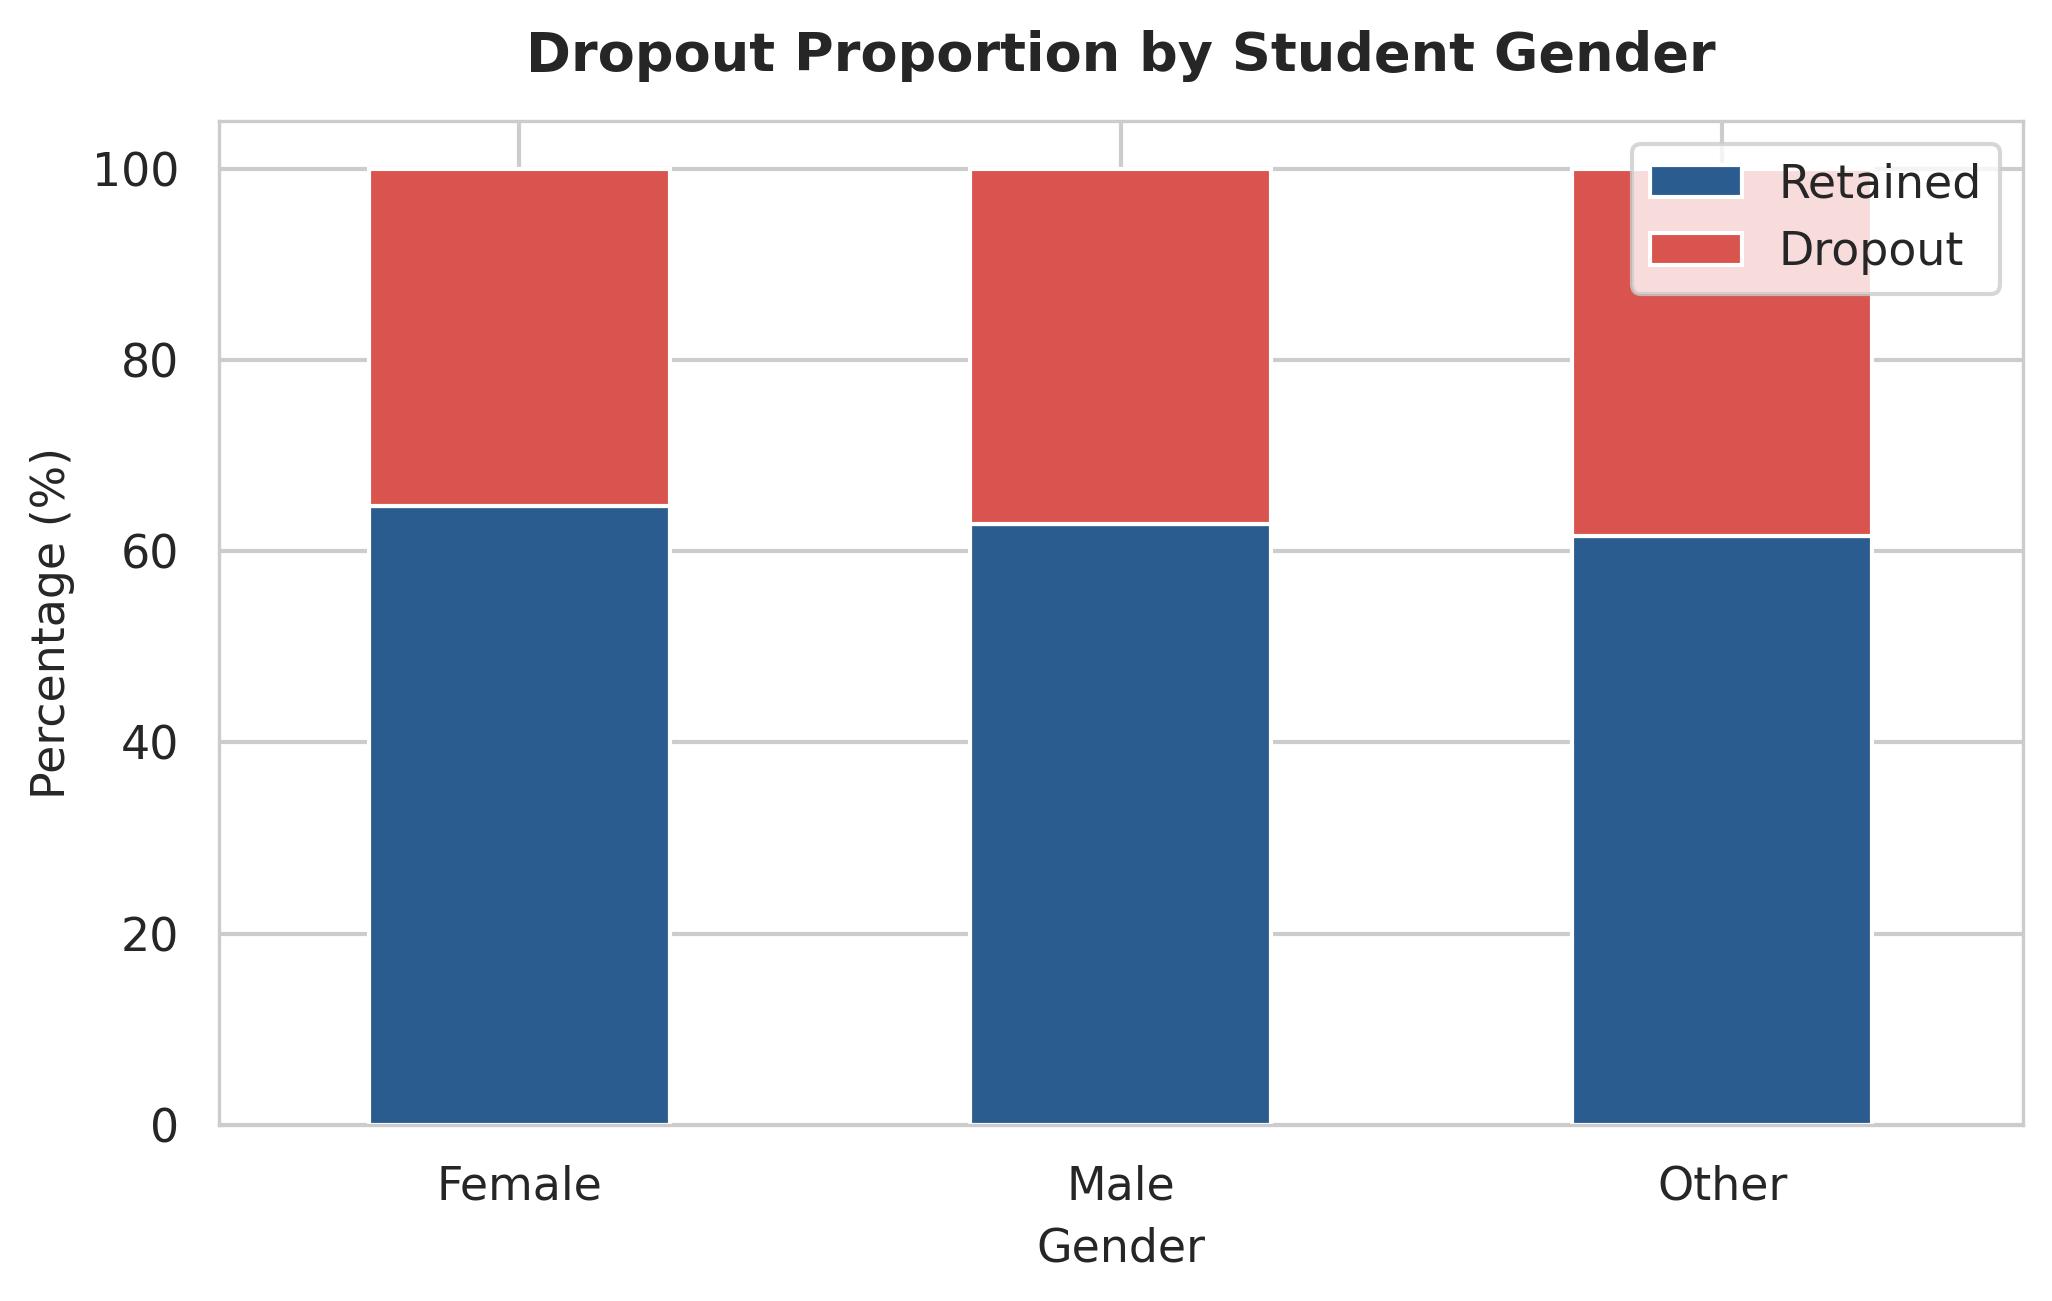 Dropout Proportion by Student Gender
Retained
Dropout
Percentage (%)
100
80
60
40
20
0
Female
Male
Other
Gender